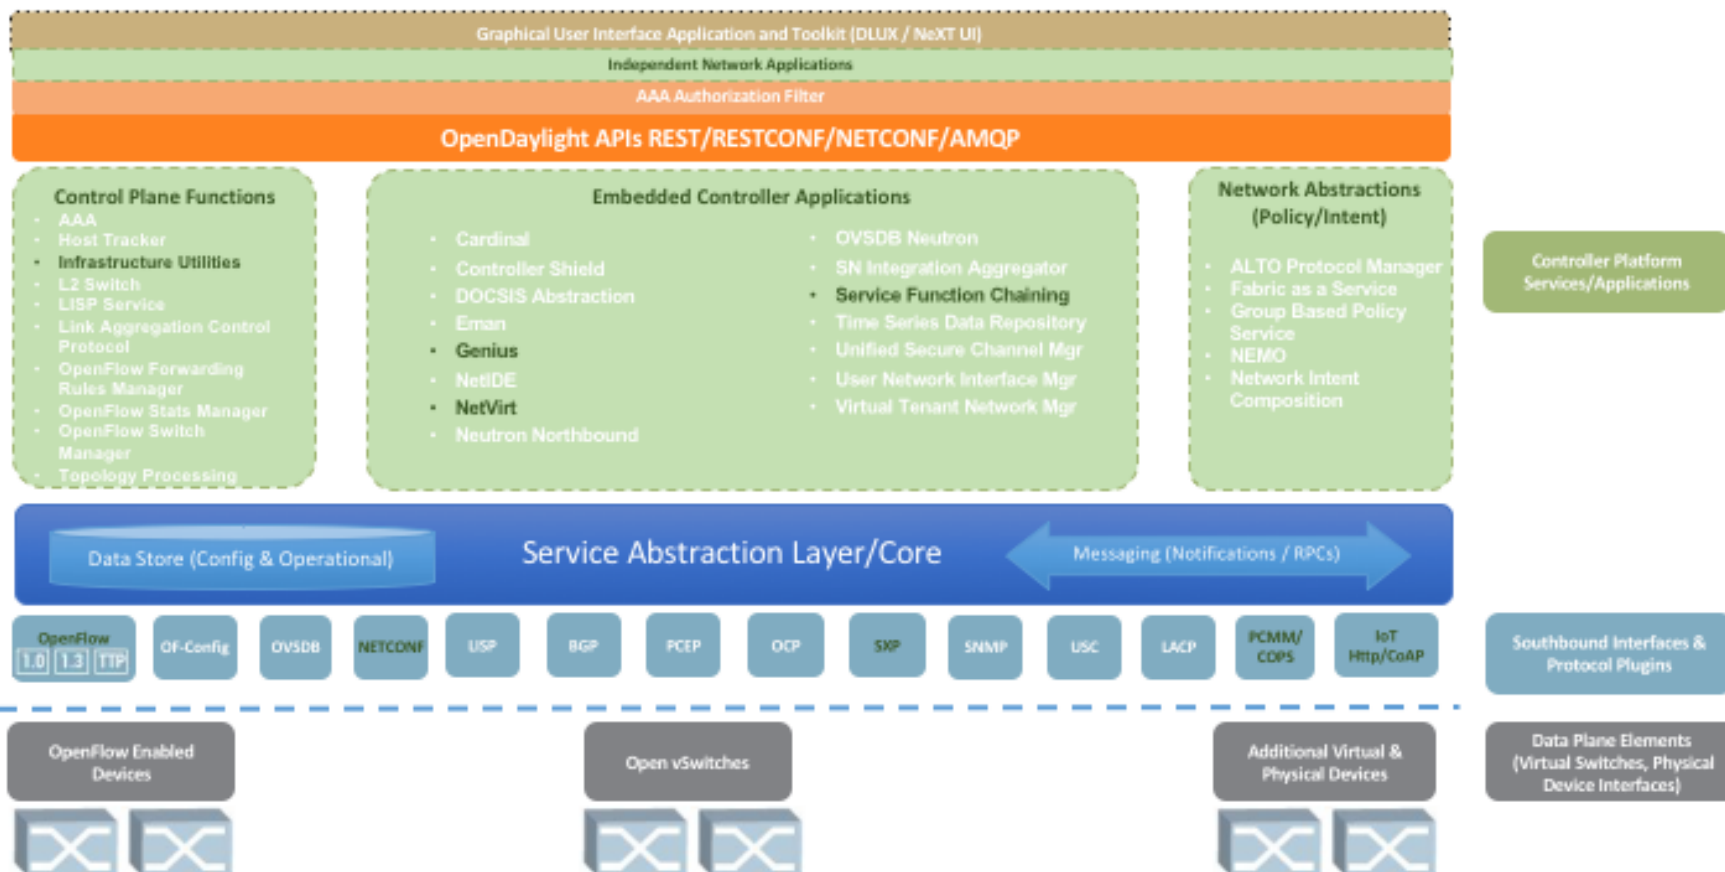 Graphical User Interface Application and Toolkit (DLUX / NeXT UI)
Independent Network Applications
AAA Authorization Filter
OpenDaylight APIs REST/RESTCONF/NETCONF/AMQP
Control Plane Functions
• AAA
• Host Tracker
• Infrastructure Utilities
• L2 Switch
• LISP Service
• Link Aggregation Control
Protocol
• OpenFlow Forwarding
Rules Manager
• OpenFlow Stats Manager
• OpenFlow Switch
Manager
• Topology Processing
Embedded Controller Applications
• Cardinal
• Controller Shield
• DOCSIS Abstraction
• Eman
• Genius
• NetIDE
• NetVirt
• Neutron Northbound
• OVSDB Neutron
• SN Integration Aggregator
• Service Function Chaining
• Time Series Data Repository
• Unified Secure Channel Mgr
• User Network Interface Mgr
• Virtual Tenant Network Mgr
Network Abstractions
(Policy/Intent)
• ALTO Protocol Manager
• Fabric as a Service
• Group Based Policy
Service
• NEMO
• Network Intent
Composition
Controller Platform
Services/Applications
Data Store (Config & Operational)
Service Abstraction Layer/Core
Messaging (Notifications / RPCs)
OpenFlow
1.0 1.3 TTP
OF-Config
OVSDB
NETCONF
LISP
BGP
PCEP
OCP
SXP
SNMP
USC
LACP
PCMM/
COPS
IoT
Http/CoAP
Southbound Interfaces &
Protocol Plugins
OpenFlow Enabled
Devices
Open vSwitches
Additional Virtual &
Physical Devices
Data Plane Elements
(Virtual Switches, Physical
Device Interfaces)